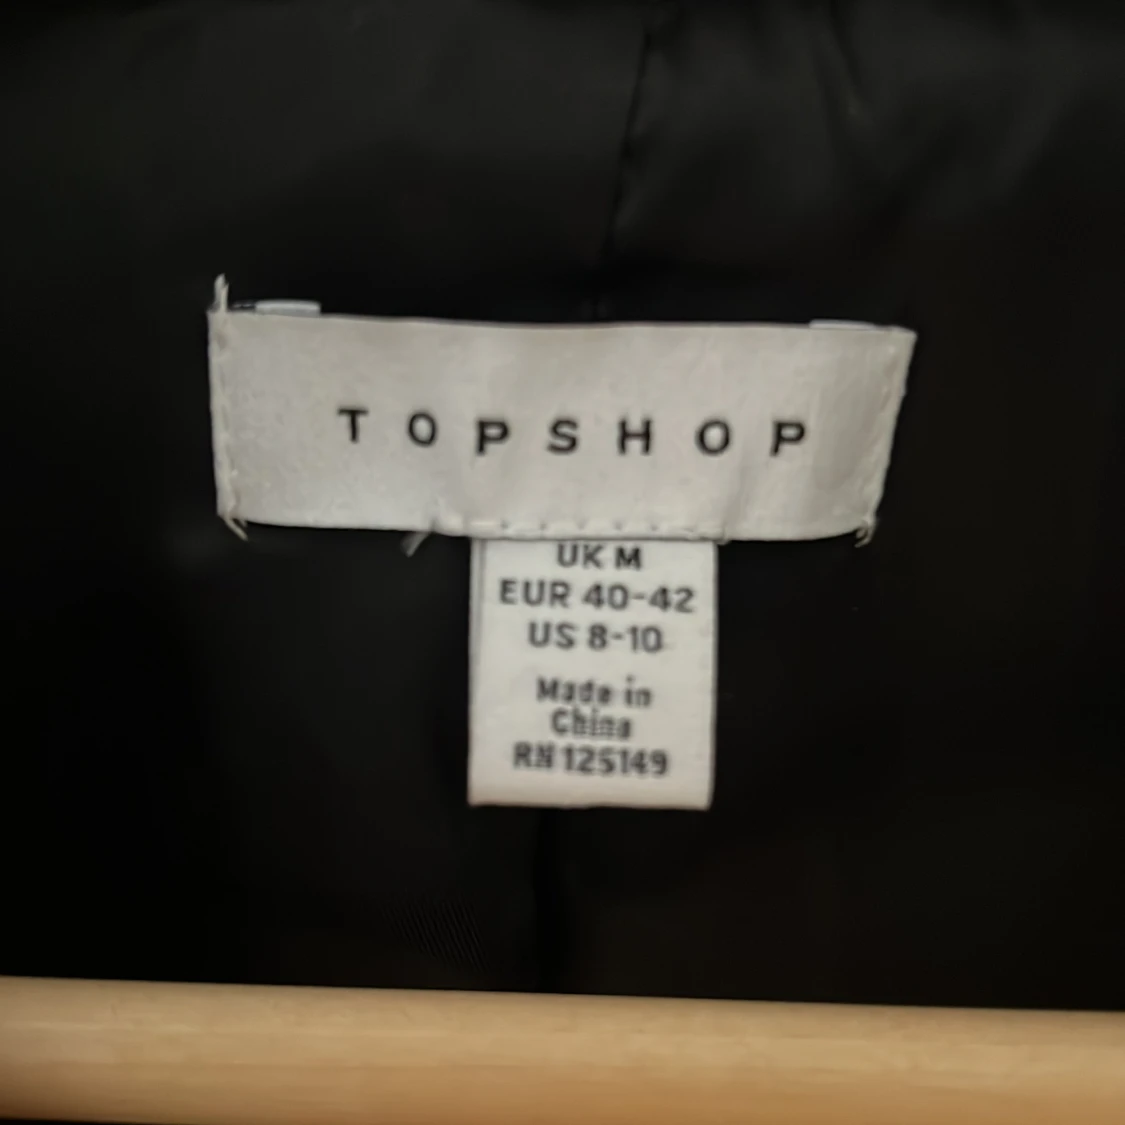 TOPSHOP
UK M
EUR 40-42
US 8-10
Made in
China
RN 125149